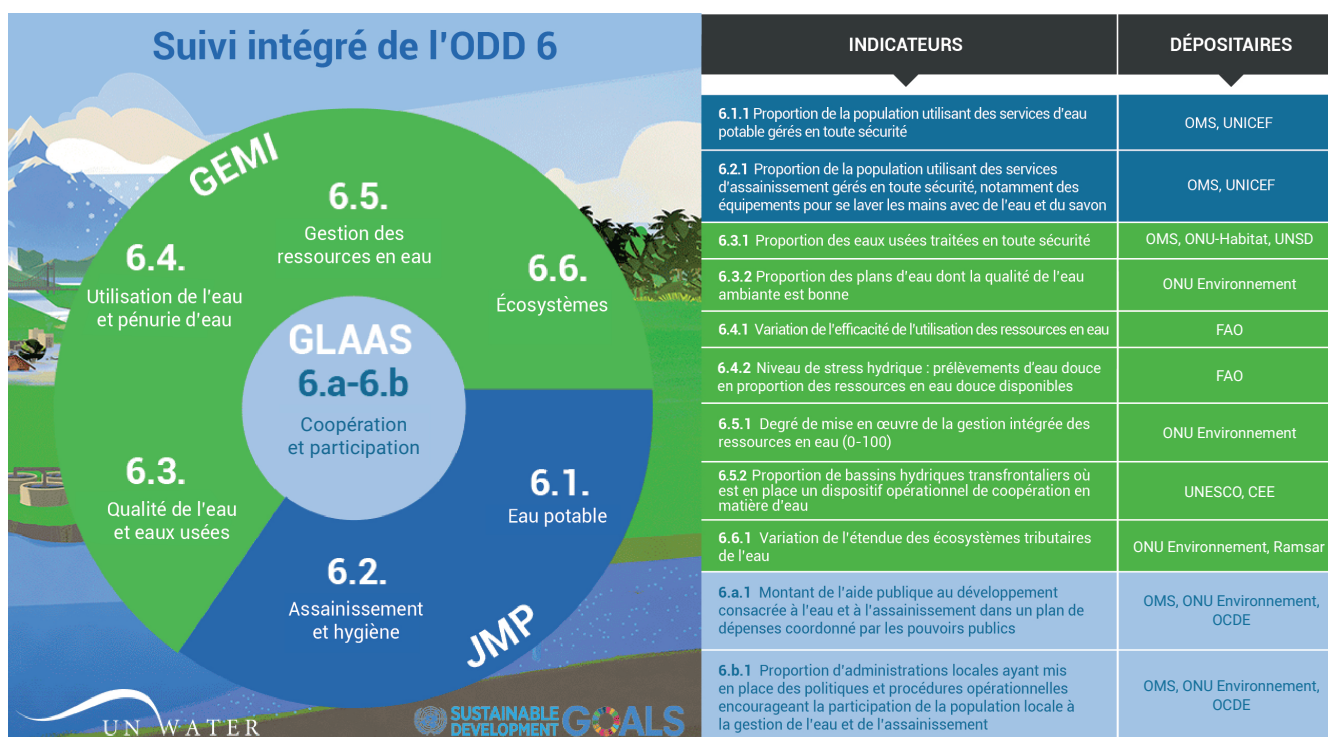 Suivi intégré de l'ODD 6
GEMI
6.5.
Gestion des
ressources en eau
6.4.
Utilisation de l'eau
et pénurie d'eau
6.6.
Écosystèmes
GLAAS
6.a-6.b
Coopération
et participation
6.3.
Qualité de l'eau
et eaux usées
6.1.
Eau potable
6.2.
Assainissement
et hygiène
JMP
UN WATER
SUSTAINABLE
DEVELOPMENT
GOALS
INDICATEURS
DÉPOSITAIRES
6.1.1 Proportion de la population utilisant des services d'eau
potable gérés en toute sécurité
OMS, UNICEF
6.2.1 Proportion de la population utilisant des services
d'assainissement gérés en toute sécurité, notamment des
équipements pour se laver les mains avec de l'eau et du savon
OMS, UNICEF
6.3.1 Proportion des eaux usées traitées en toute sécurité
OMS, ONU-Habitat, UNSD
6.3.2 Proportion des plans d'eau dont la qualité de l'eau
ambiante est bonne
ONU Environnement
6.4.1 Variation de l'efficacité de l'utilisation des ressources en eau
FAO
6.4.2 Niveau de stress hydrique : prélèvements d'eau douce
en proportion des ressources en eau douce disponibles
FAO
6.5.1 Degré de mise en œuvre de la gestion intégrée des
ressources en eau (0-100)
ONU Environnement
6.5.2 Proportion de bassins hydriques transfrontaliers où
est en place un dispositif opérationnel de coopération en
matière d'eau
UNESCO, CEE
6.6.1 Variation de l'étendue des écosystèmes tributaires
de l'eau
ONU Environnement, Ramsar
6.a.1 Montant de l'aide publique au développement
consacrée à l'eau et à l'assainissement dans un plan de
dépenses coordonné par les pouvoirs publics
OMS, ONU Environnement,
OCDE
6.b.1 Proportion d'administrations locales ayant mis
en place des politiques et procédures opérationnelles
encourageant la participation de la population locale à
la gestion de l'eau et de l'assainissement
OMS, ONU Environnement,
OCDE